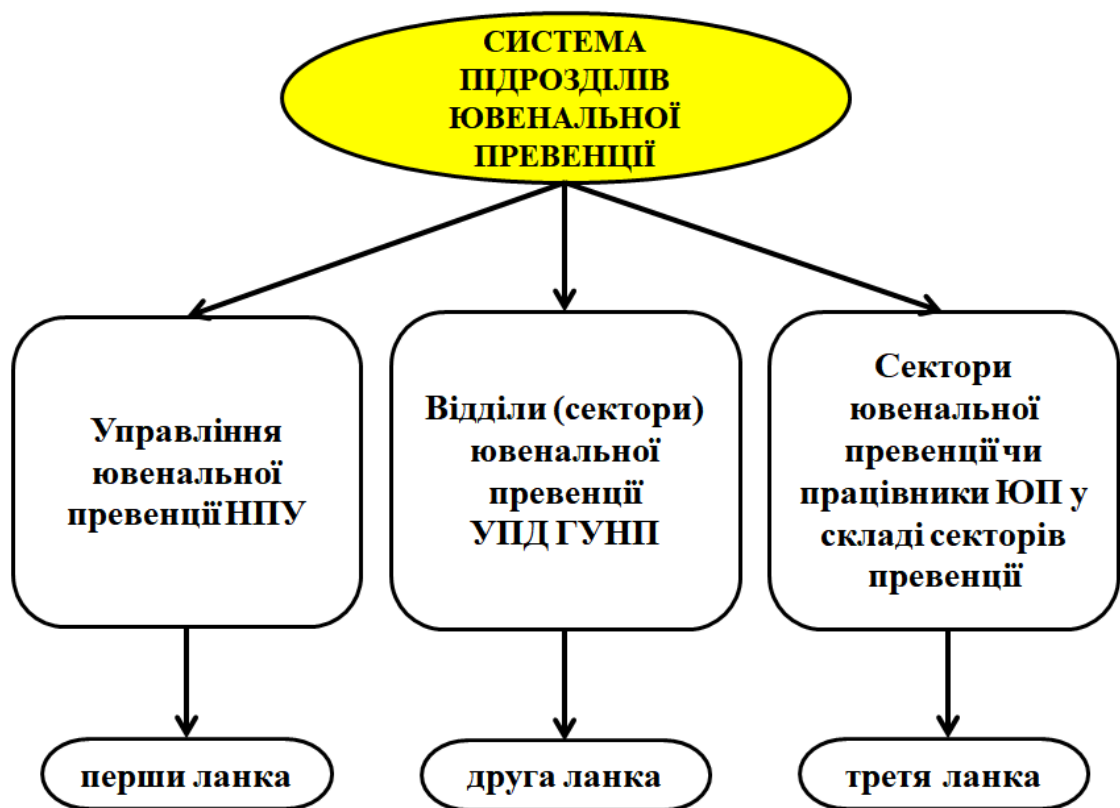 СИСТЕМА
ПІДРОЗДІЛІВ
ЮВЕНАЛЬНОЇ
ПРЕВЕНЦІЇ
Управління
ювенальної
превенції НПУ
Відділи (сектори)
ювенальної
превенції
УПД ГУНП
Сектори
ювенальної
превенції чи
працівники ЮП у
складі секторів
превенції
перши ланка
друга ланка
третя ланка